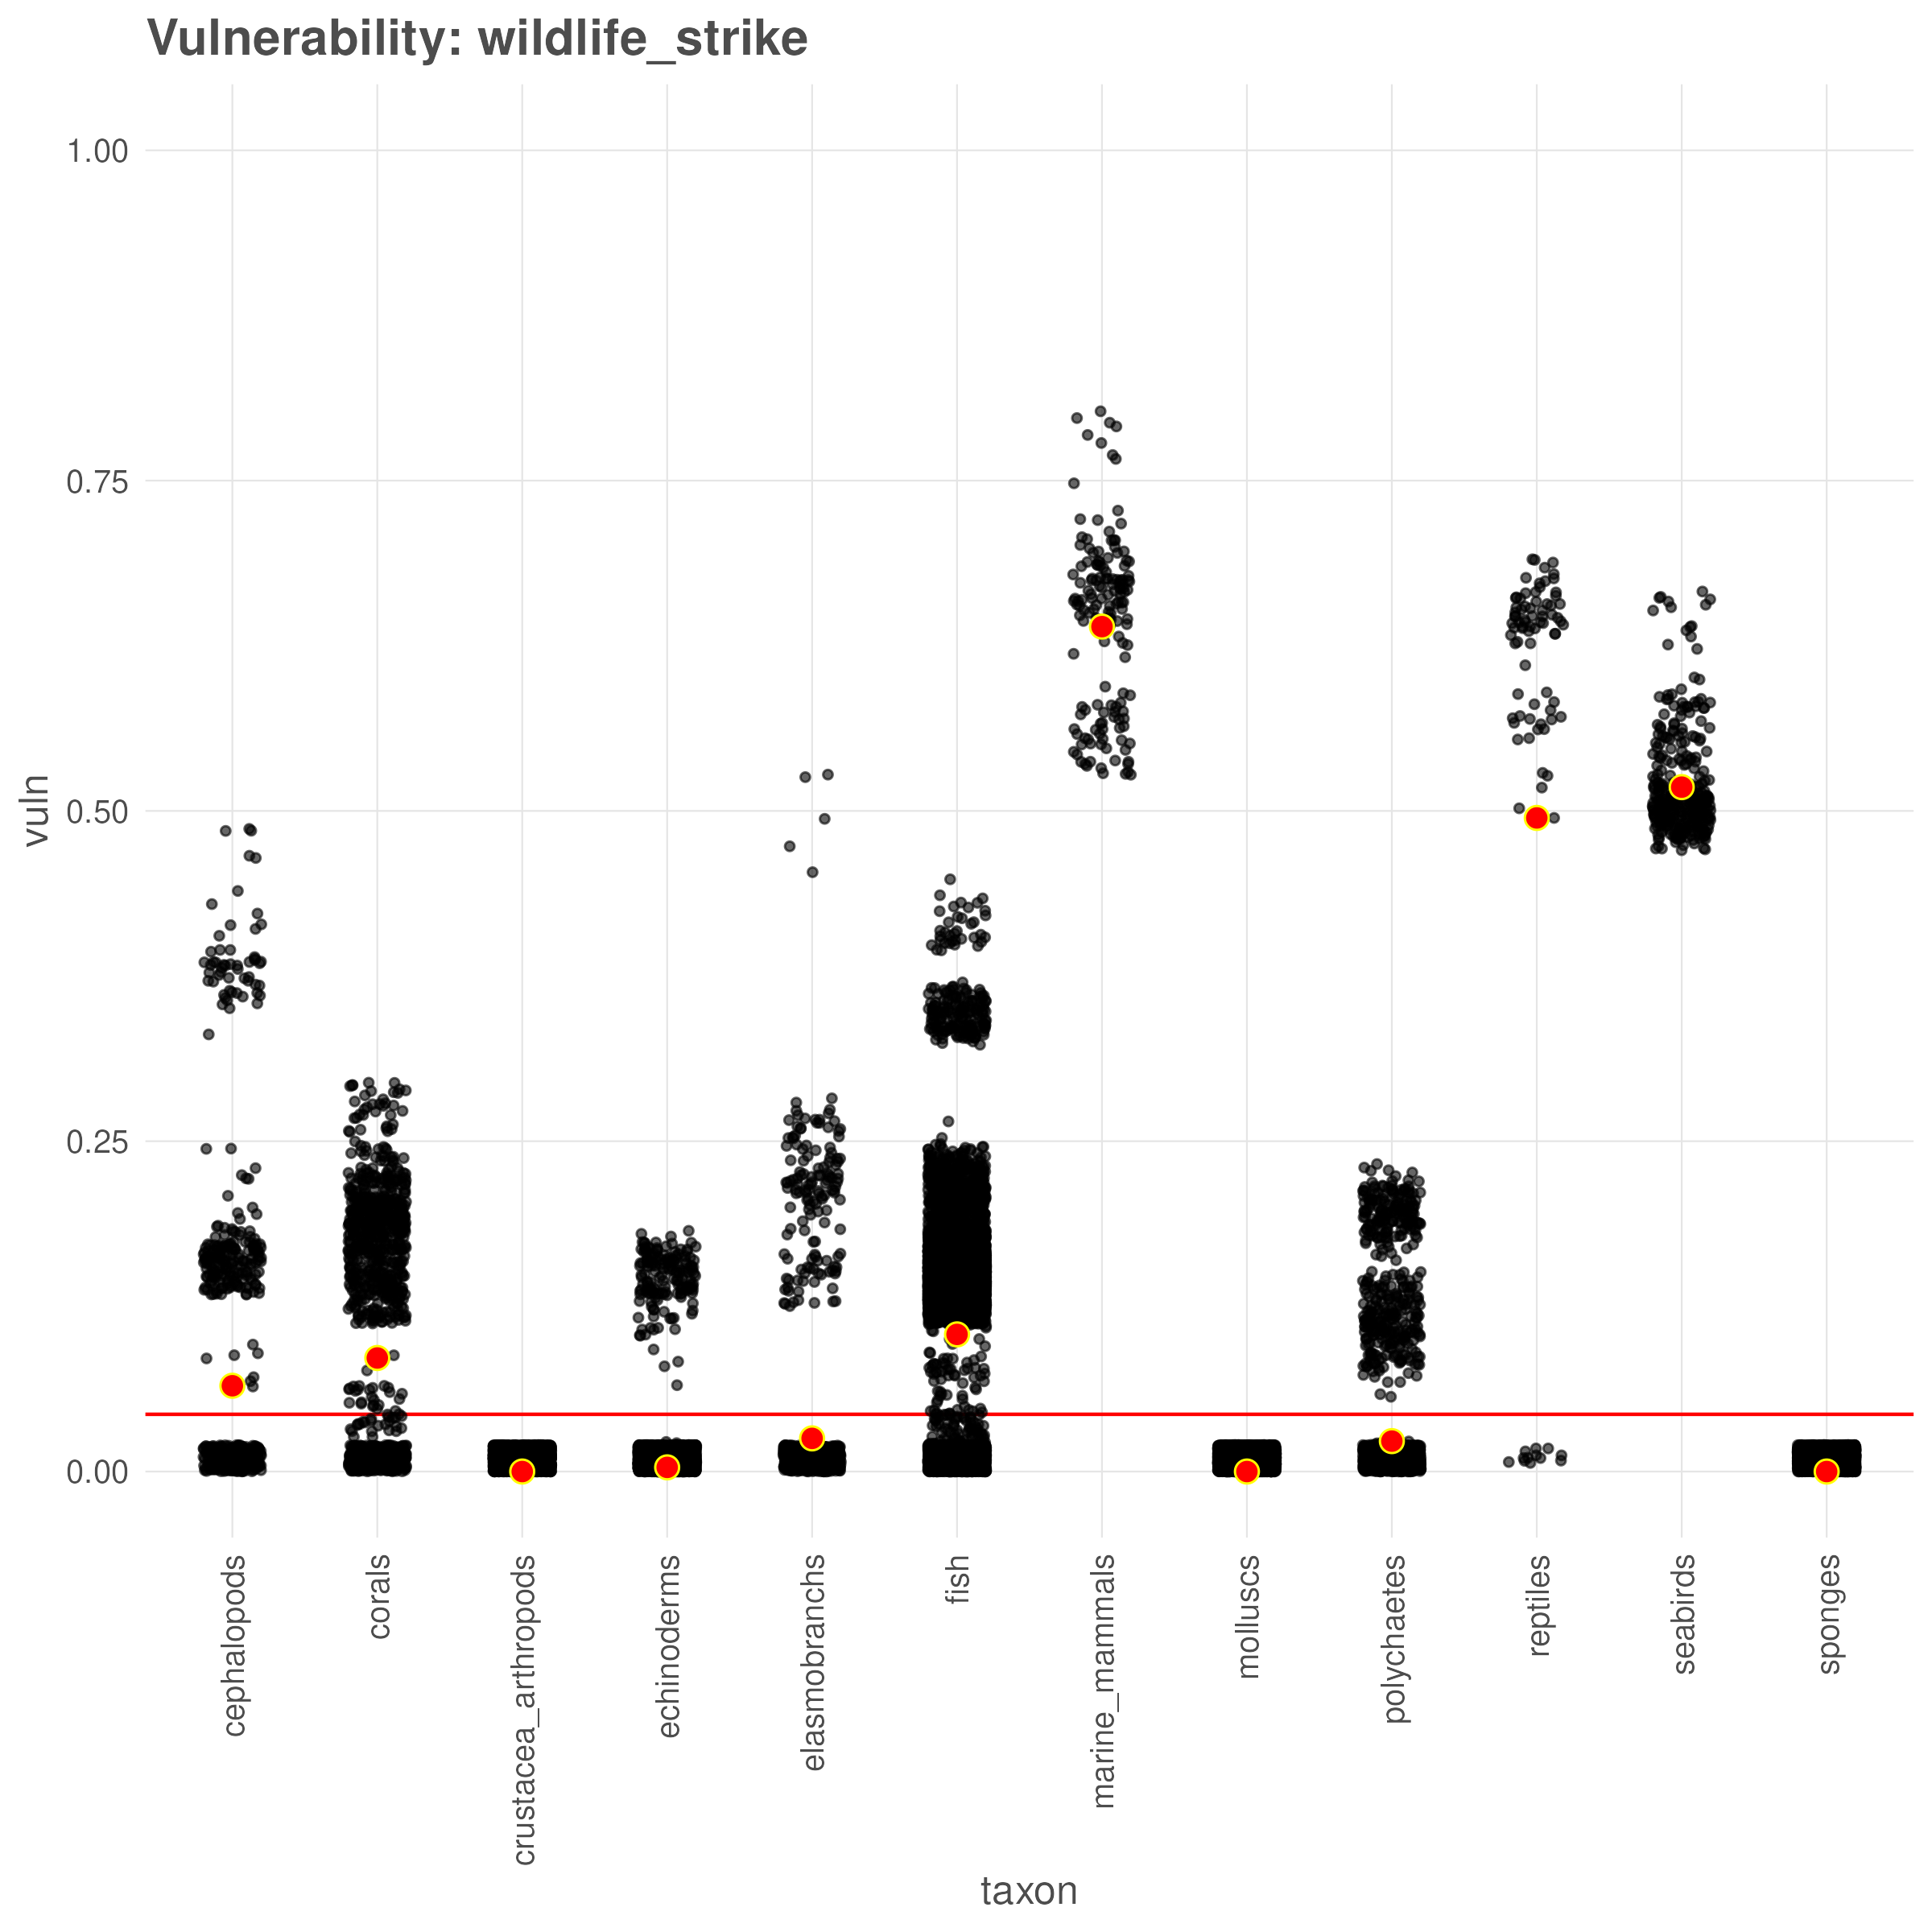 Vulnerability: wildlife_strike
vuln
1.00
0.75
0.50
0.25
0.00
cephalopods
corals
crustacea_arthropods
echinoderms
elasmobranchs
fish
marine_mammals
molluscs
polychaetes
reptiles
seabirds
sponges
taxon